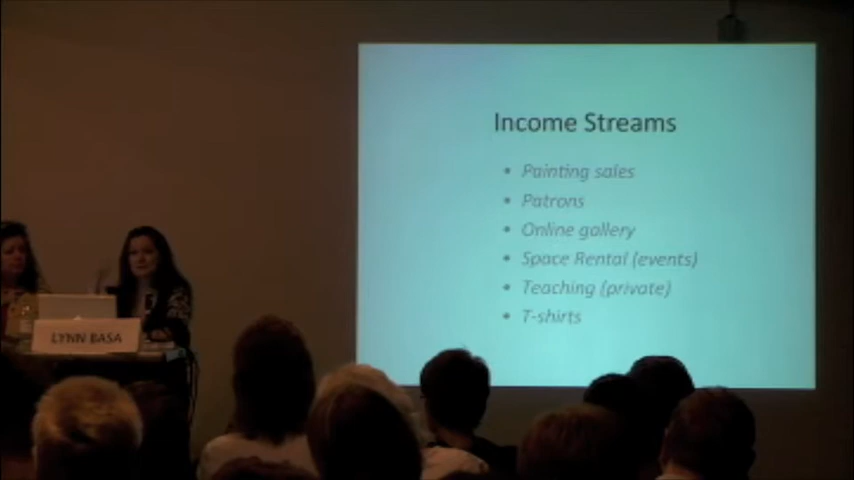 Income Streams
• Painting sales
• Patrons
• Online gallery
• Space Rental (events)
• Teaching (private)
• T-shirts
LYNN BASA